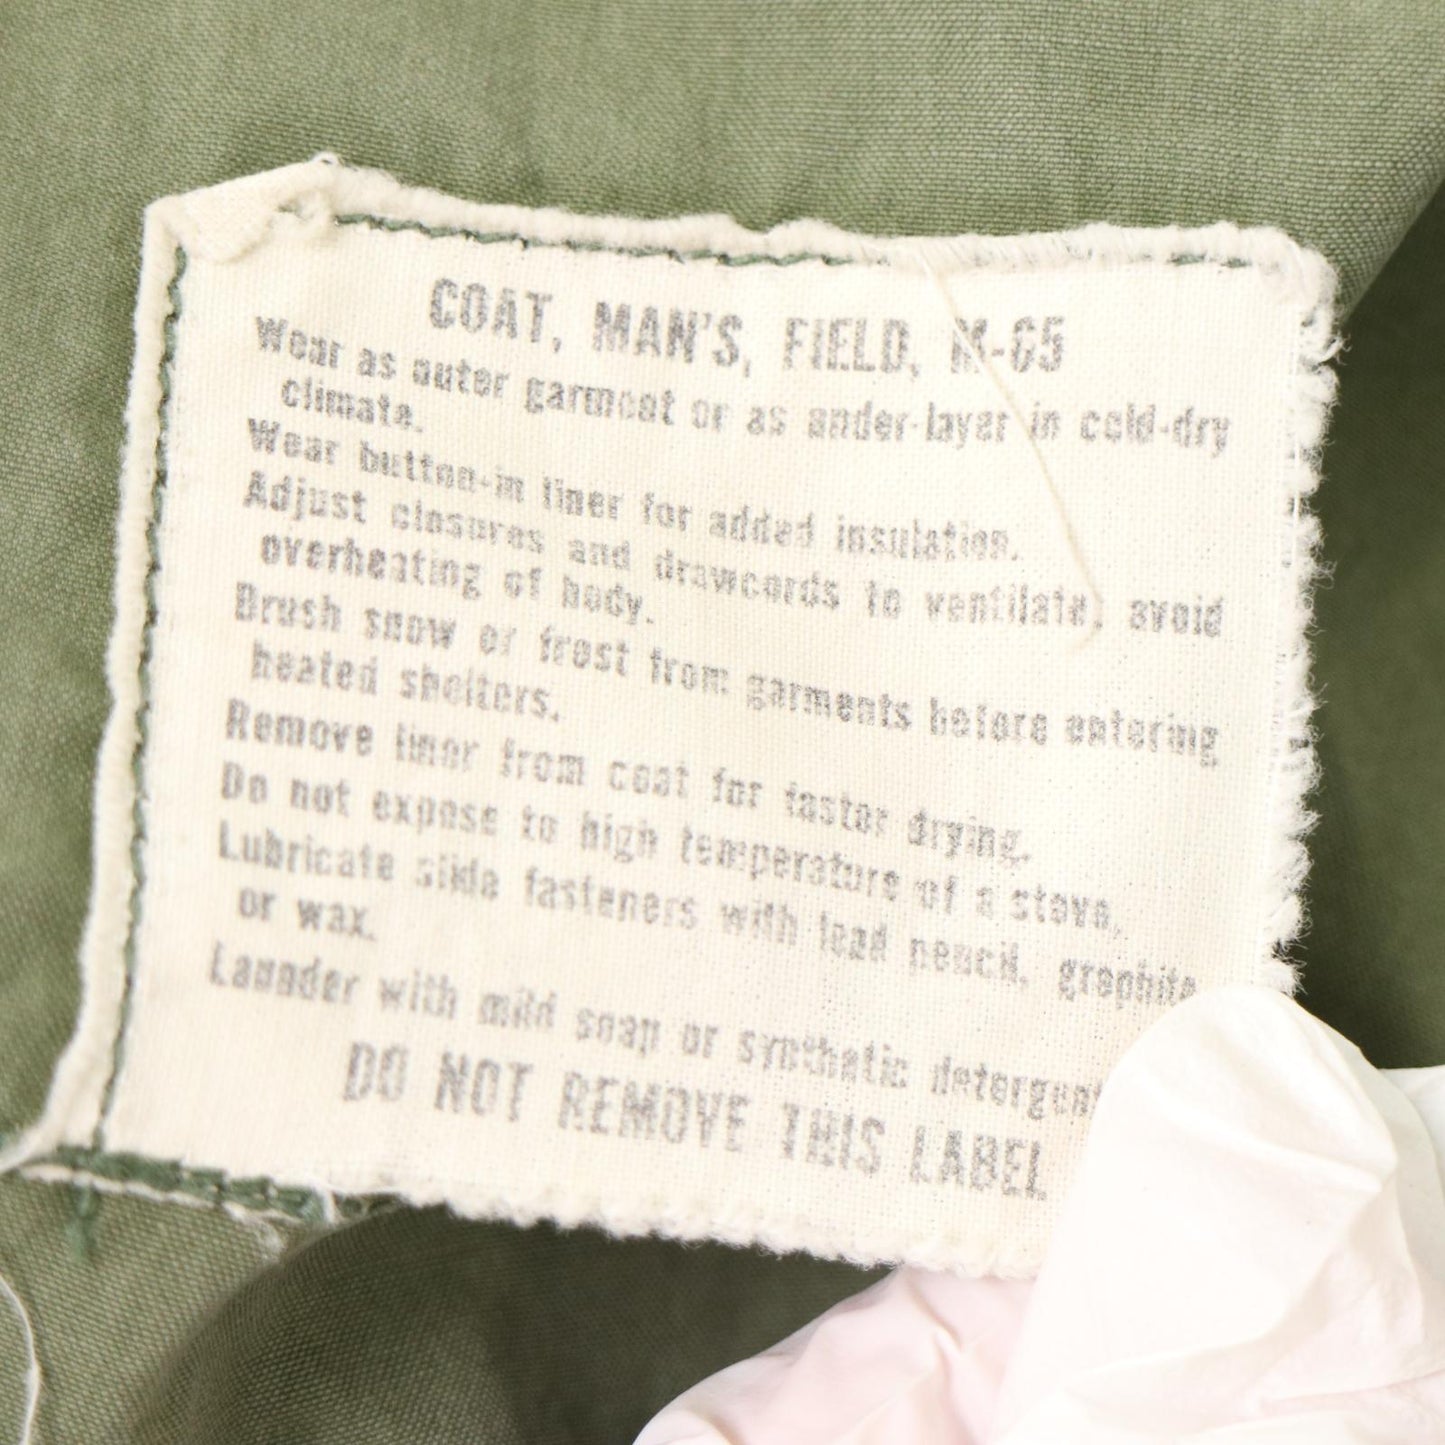 COAT, MAN'S, FIELD, M-65
Wear as outer garment or as under-layer in cold-dry
climate.
Wear button-in liner for added insulation.
Adjust closures and drawcords to ventilate, avoid
overheating of body.
Brush snow or frost from garments before entering
heated shelters.
Remove liner from coat for faster drying.
Do not expose to high temperature of a stove.
Lubricate slide fasteners with lead pencil, graphite
or wax.
Launder with mild soap or synthetic detergent
DO NOT REMOVE THIS LABEL